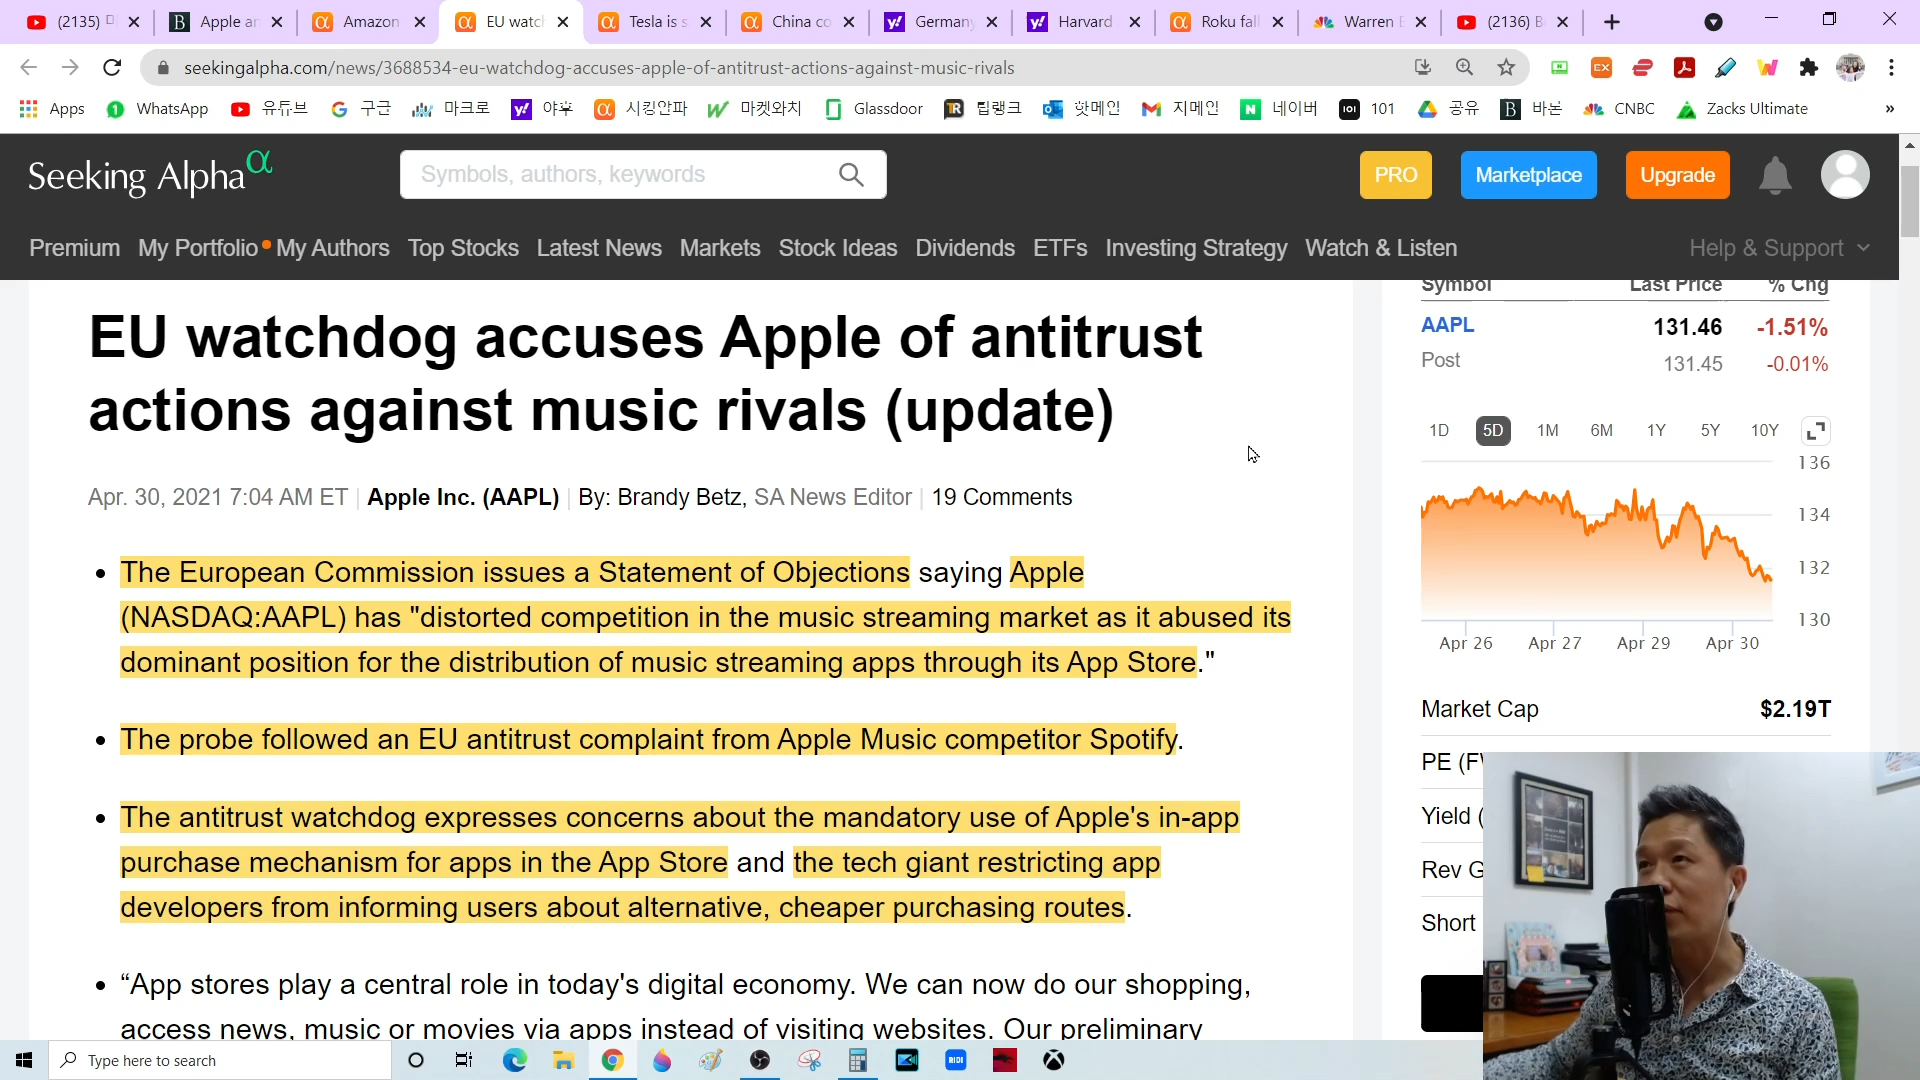 (2135)
Apple an
Amazon
EU watch
Tesla is s
China co
Germany
Harvard
Roku fall
Warren
(2136)
seekingalpha.com/news/3688534-eu-watchdog-accuses-apple-of-antitrust-actions-against-music-rivals
Apps
WhatsApp
유튜브
구글
마크로
야후
시킹알파
마켓와치
Glassdoor
팁랭크
핫메인
지메인
네이버
101
공유
바론
CNBC
Zacks Ultimate
»
Seeking Alpha α
Symbols, authors, keywords
PRO
Marketplace
Upgrade
Premium My Portfolio My Authors Top Stocks Latest News Markets Stock Ideas Dividends ETFs Investing Strategy Watch & Listen
Help & Support
EU watchdog accuses Apple of antitrust
actions against music rivals (update)
Apr. 30, 2021 7:04 AM ET | Apple Inc. (AAPL) | By: Brandy Betz, SA News Editor | 19 Comments
• The European Commission issues a Statement of Objections saying Apple
(NASDAQ:AAPL) has "distorted competition in the music streaming market as it abused its
dominant position for the distribution of music streaming apps through its App Store."
• The probe followed an EU antitrust complaint from Apple Music competitor Spotify.
• The antitrust watchdog expresses concerns about the mandatory use of Apple's in-app
purchase mechanism for apps in the App Store and the tech giant restricting app
developers from informing users about alternative, cheaper purchasing routes.
• “App stores play a central role in today's digital economy. We can now do our shopping,
access news, music or movies via apps instead of visiting websites. Our preliminary
Symbol Last Price % Chg
AAPL 131.46 -1.51%
Post 131.45 -0.01%
1D 5D 1M 6M 1Y 5Y 10Y
136
134
132
130
Apr 26 Apr 27 Apr 29 Apr 30
Market Cap $2.19T
PE (F
Yield (
Rev G
Short
Type here to search
RIDI